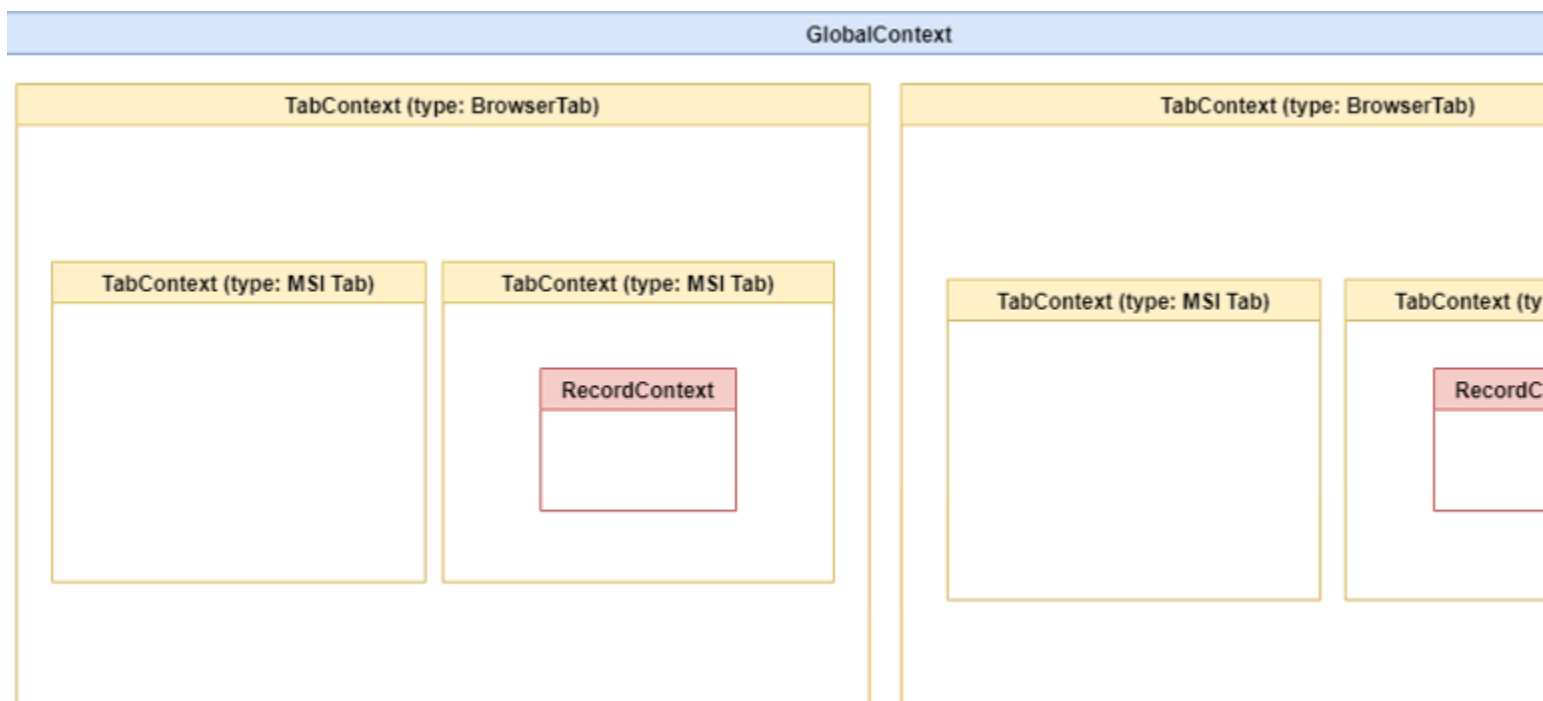 GlobalContext
TabContext (type: BrowserTab)
TabContext (type: BrowserTab)
TabContext (type: MSI Tab)
TabContext (type: MSI Tab)
TabContext (type: MSI Tab)
TabContext (ty
RecordContext
RecordC